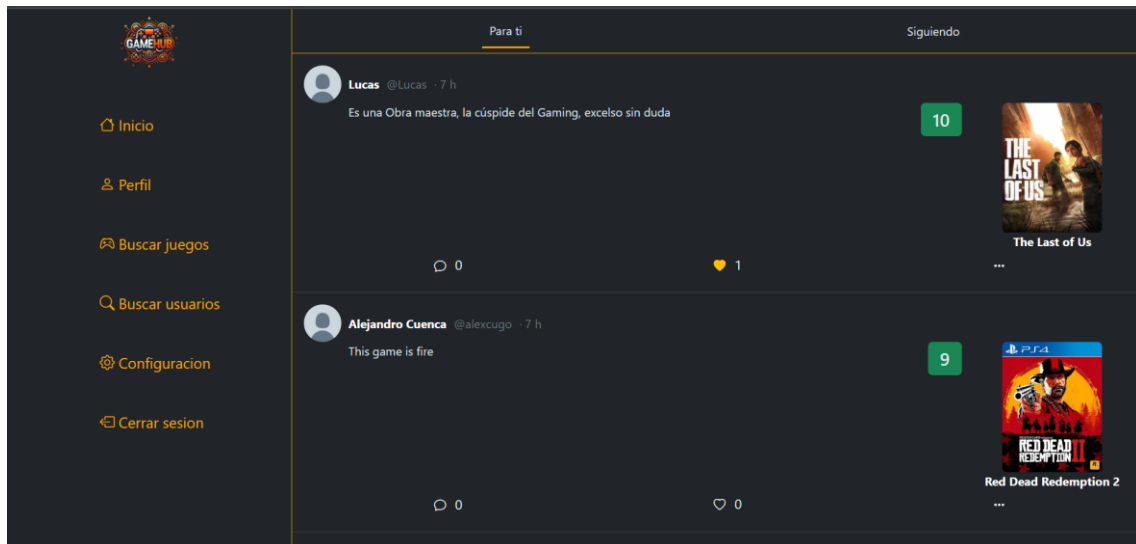 GAMEHUB
Inicio
Perfil
Buscar juegos
Buscar usuarios
Configuracion
Cerrar sesion
Para ti
Siguiendo
Lucas @Lucas · 7 h
Es una Obra maestra, la cúspide del Gaming, excelso sin duda
10
THE
LAST
OF US
The Last of Us
0
1
...
Alejandro Cuenca @alexcugo · 7 h
This game is fire
9
PS4
RED DEAD
REDEMPTION II
R
Red Dead Redemption 2
0
0
...